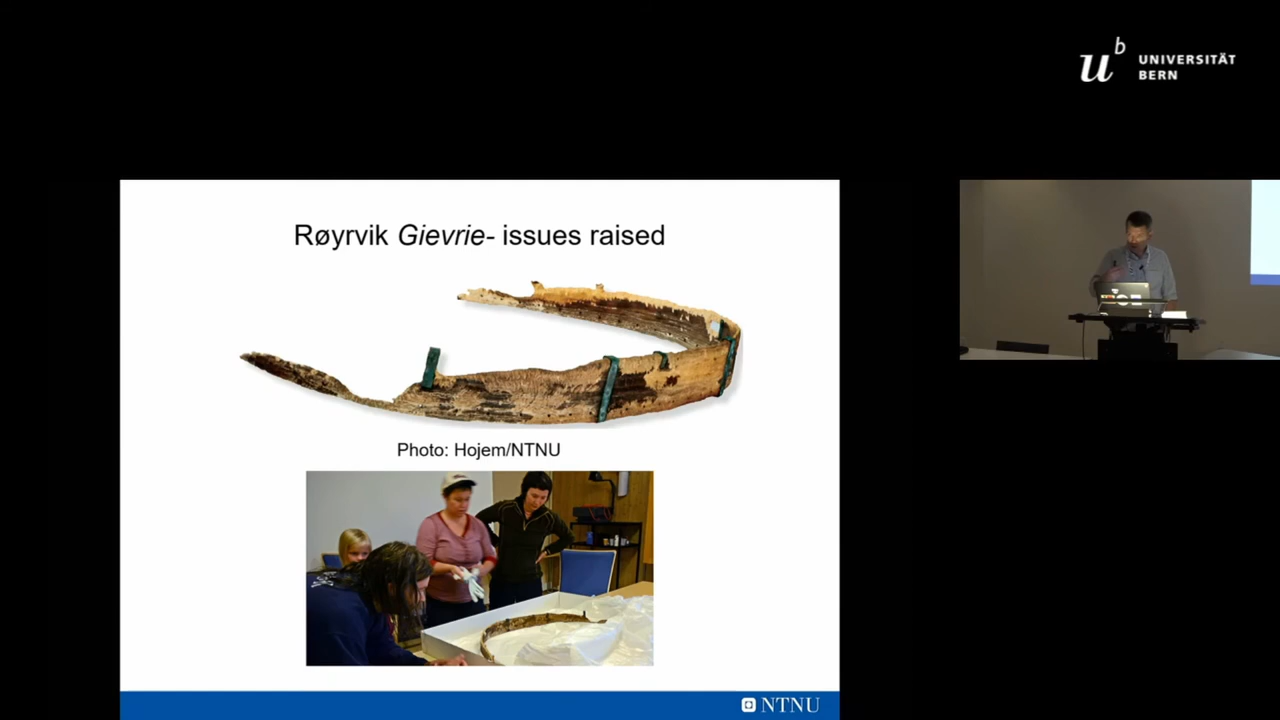 u^b UNIVERSITÄT
BERN
Røyrvik Gievrie- issues raised
Photo: Hojem/NTNU
NTNU